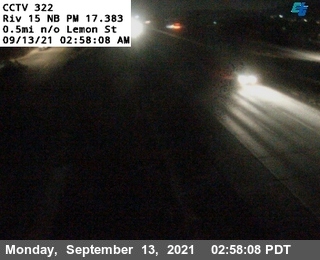 CCTV 322
Riv 15 NB PM 17.383
0.5mi n/o Lemon St
09/13/21 02:58:08 AM
Monday, September 13, 2021 02:58:08 PDT